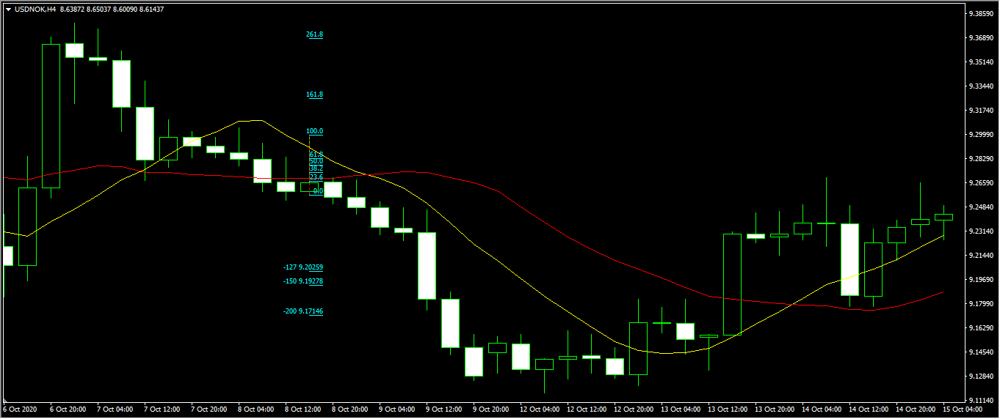 USDNOK,H4 8.63872 8.65037 8.60090 8.61437
261.8
161.8
100.0
61.8
50.0
38.2
23.6
0.0
-127 9.20259
-150 9.19278
-200 9.17146
9.38590
9.36890
9.35140
9.33440
9.31740
9.29990
9.28290
9.26590
9.24840
9.23140
9.21440
9.19690
9.17990
9.16290
9.14540
9.12840
9.11140
6 Oct 2020
6 Oct 20:00
7 Oct 04:00
7 Oct 12:00
7 Oct 20:00
8 Oct 04:00
8 Oct 12:00
8 Oct 20:00
9 Oct 04:00
9 Oct 12:00
9 Oct 20:00
12 Oct 04:00
12 Oct 12:00
12 Oct 20:00
13 Oct 04:00
13 Oct 12:00
13 Oct 20:00
14 Oct 04:00
14 Oct 12:00
14 Oct 20:00
15 Oct 04:00